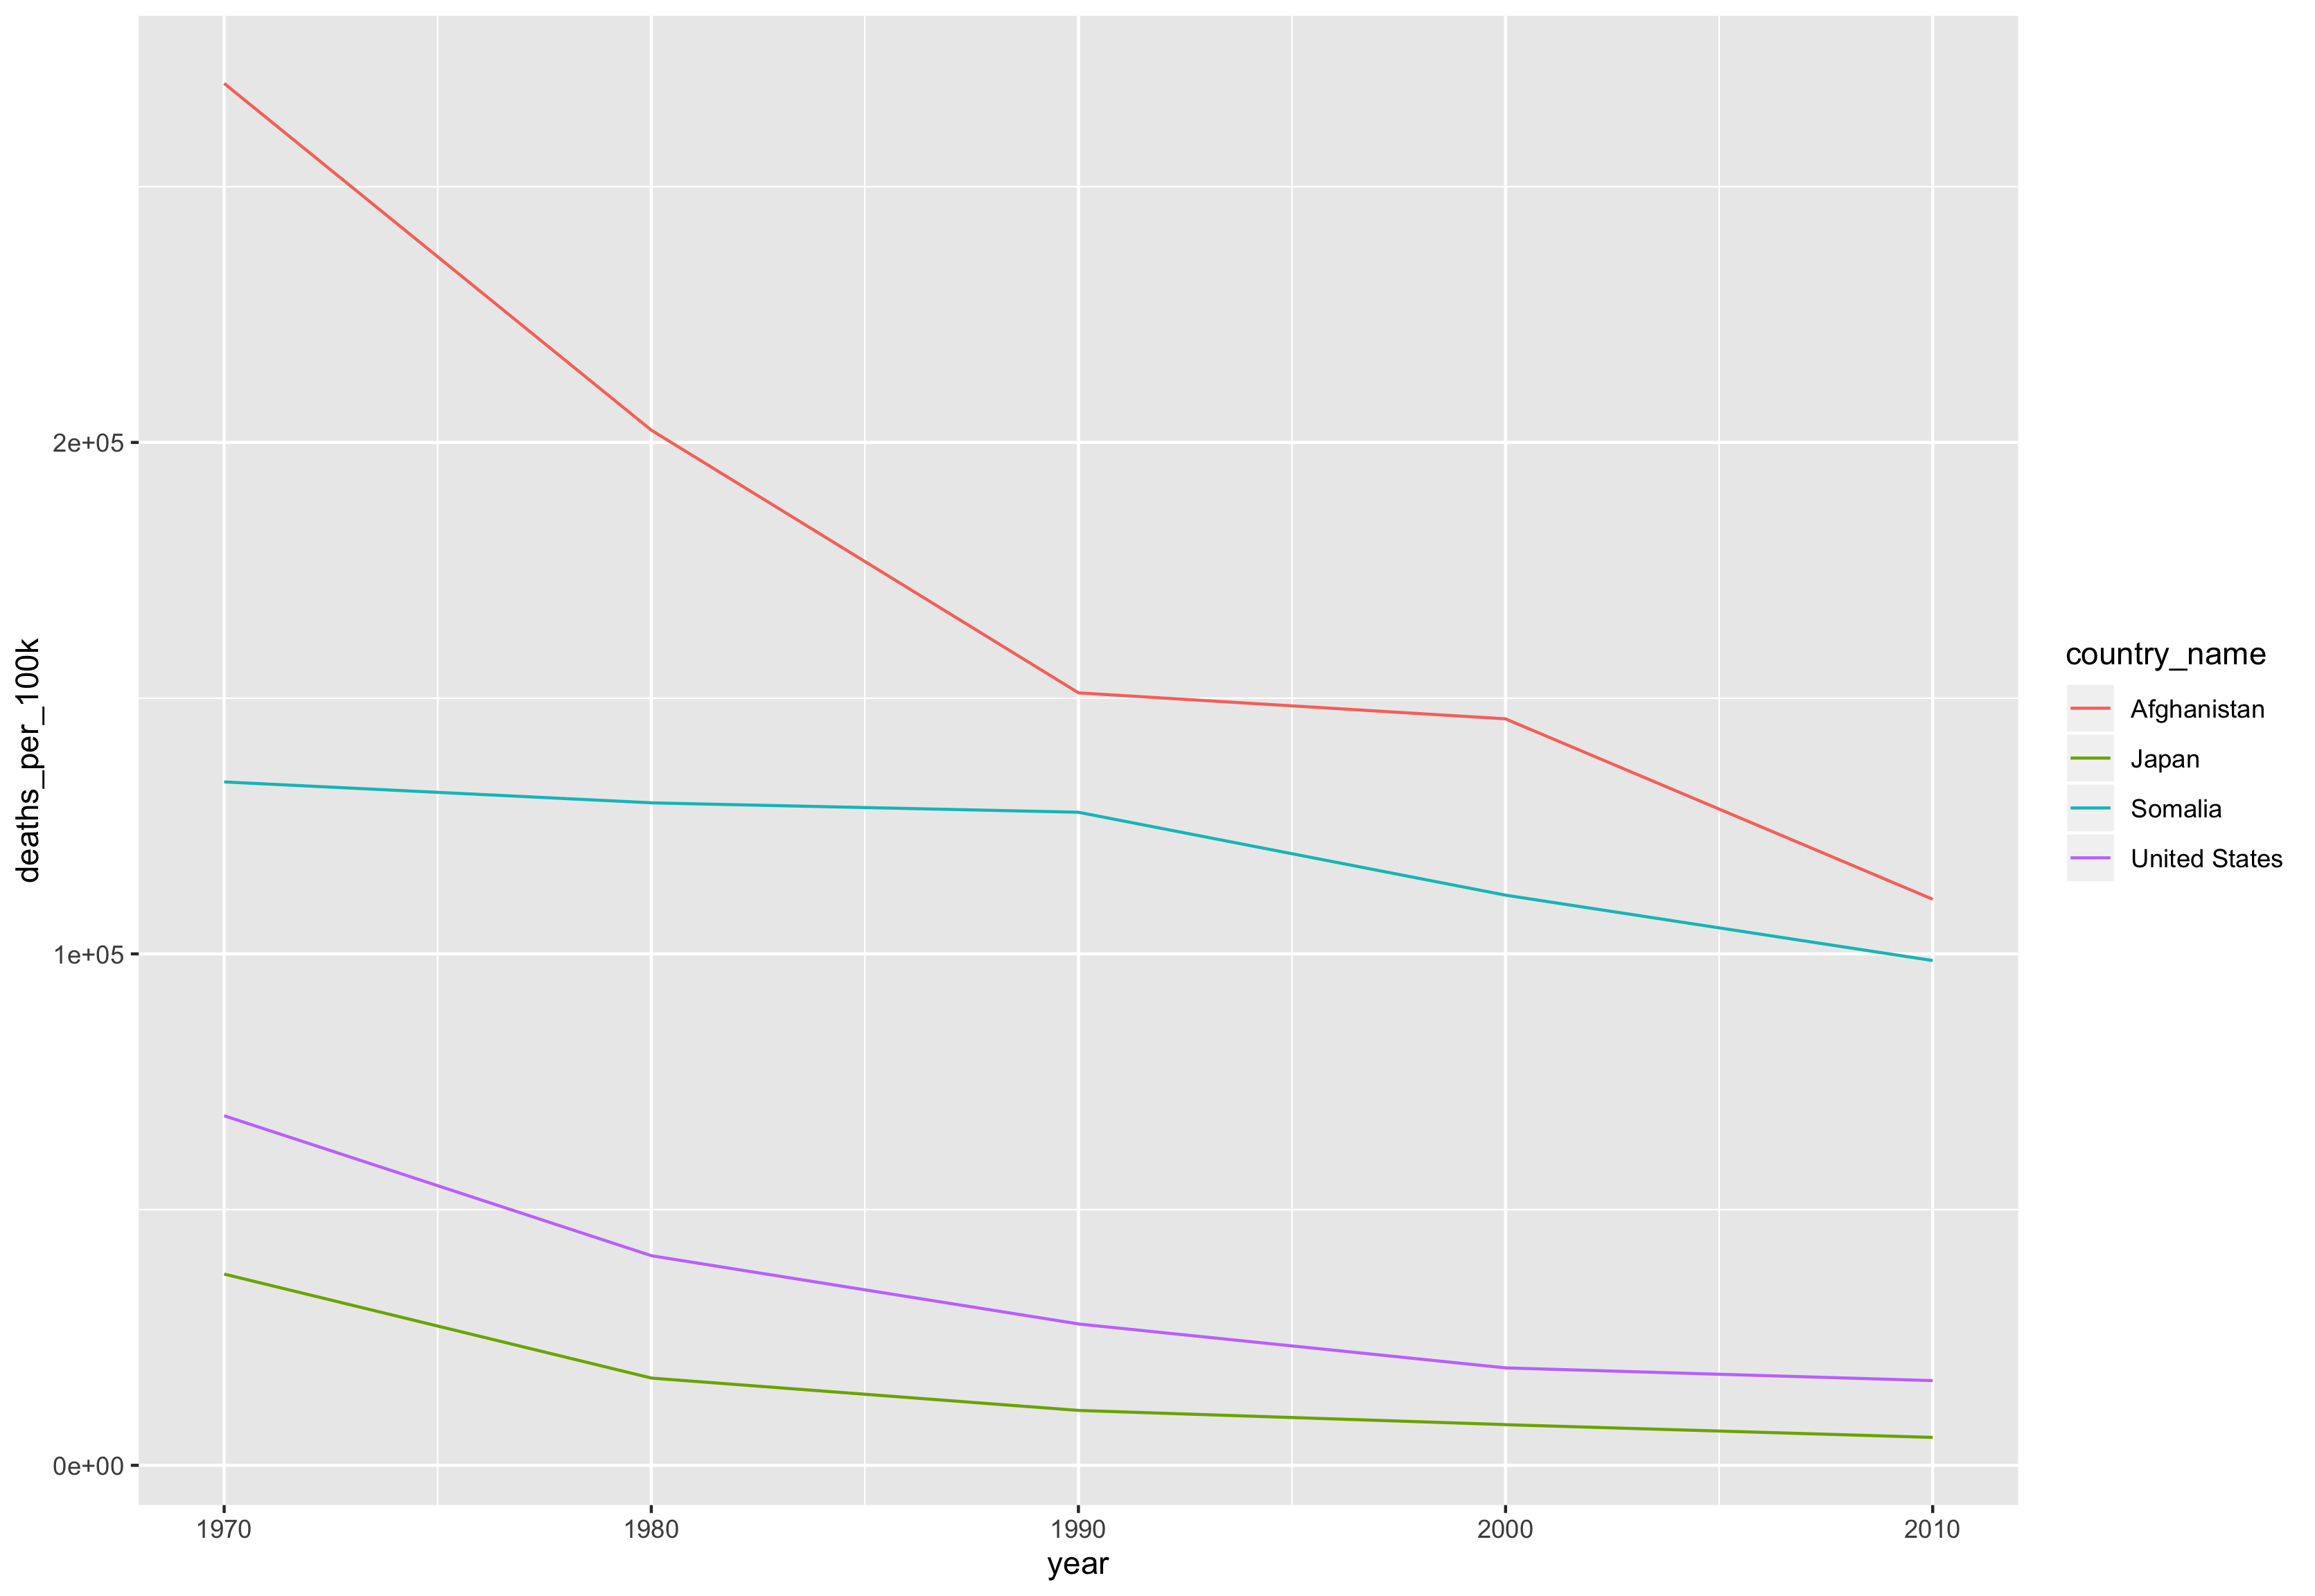 deaths_per_100k
2e+05
1e+05
0e+00
1970 1980 1990 2000 2010
year
country_name
Afghanistan
Japan
Somalia
United States